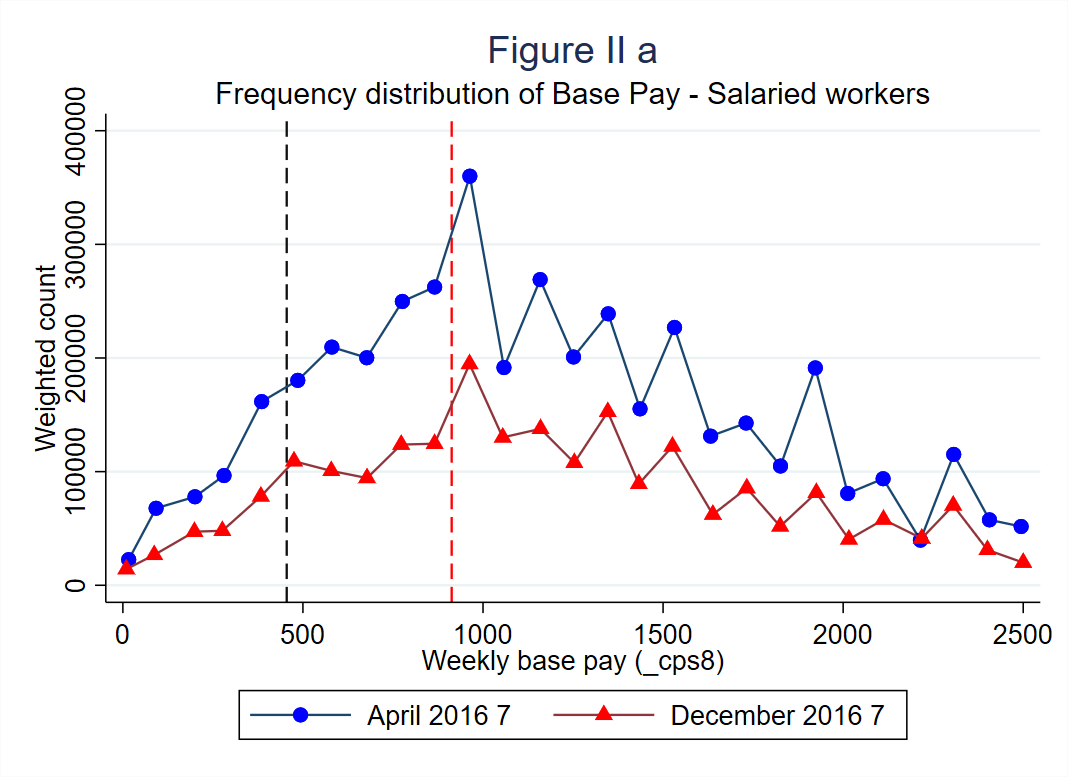 Figure II a
Frequency distribution of Base Pay - Salaried workers
400000
300000
200000
100000
0
Weighted count
0 500 1000 1500 2000 2500
Weekly base pay (_cps8)
April 2016 7 December 2016 7